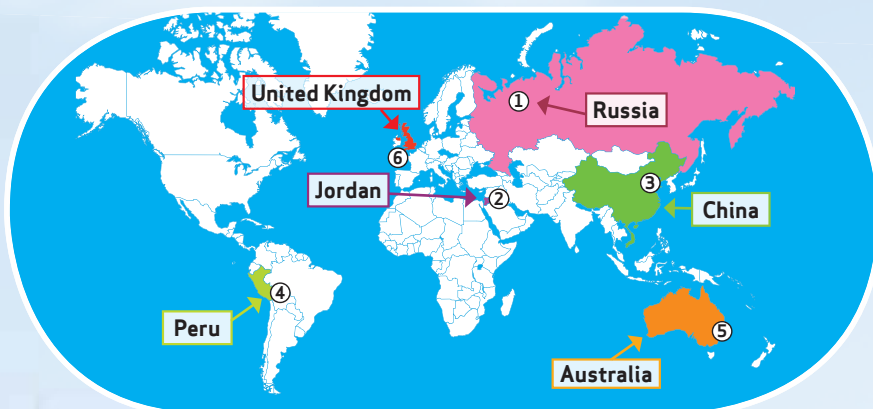 United Kingdom
①
Russia
⑥
③
Jordan
②
China
④
Peru
⑤
Australia